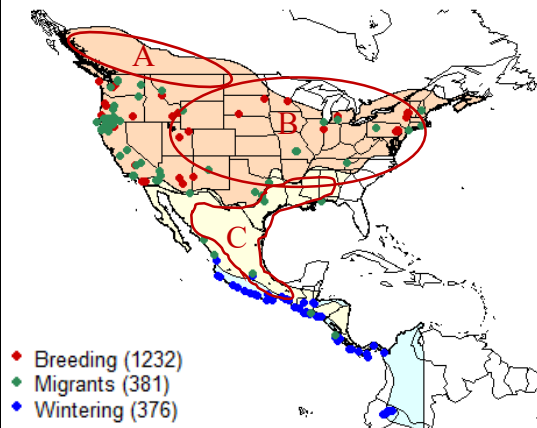 A
B
C
Breeding (1232)
Migrants (381)
Wintering (376)